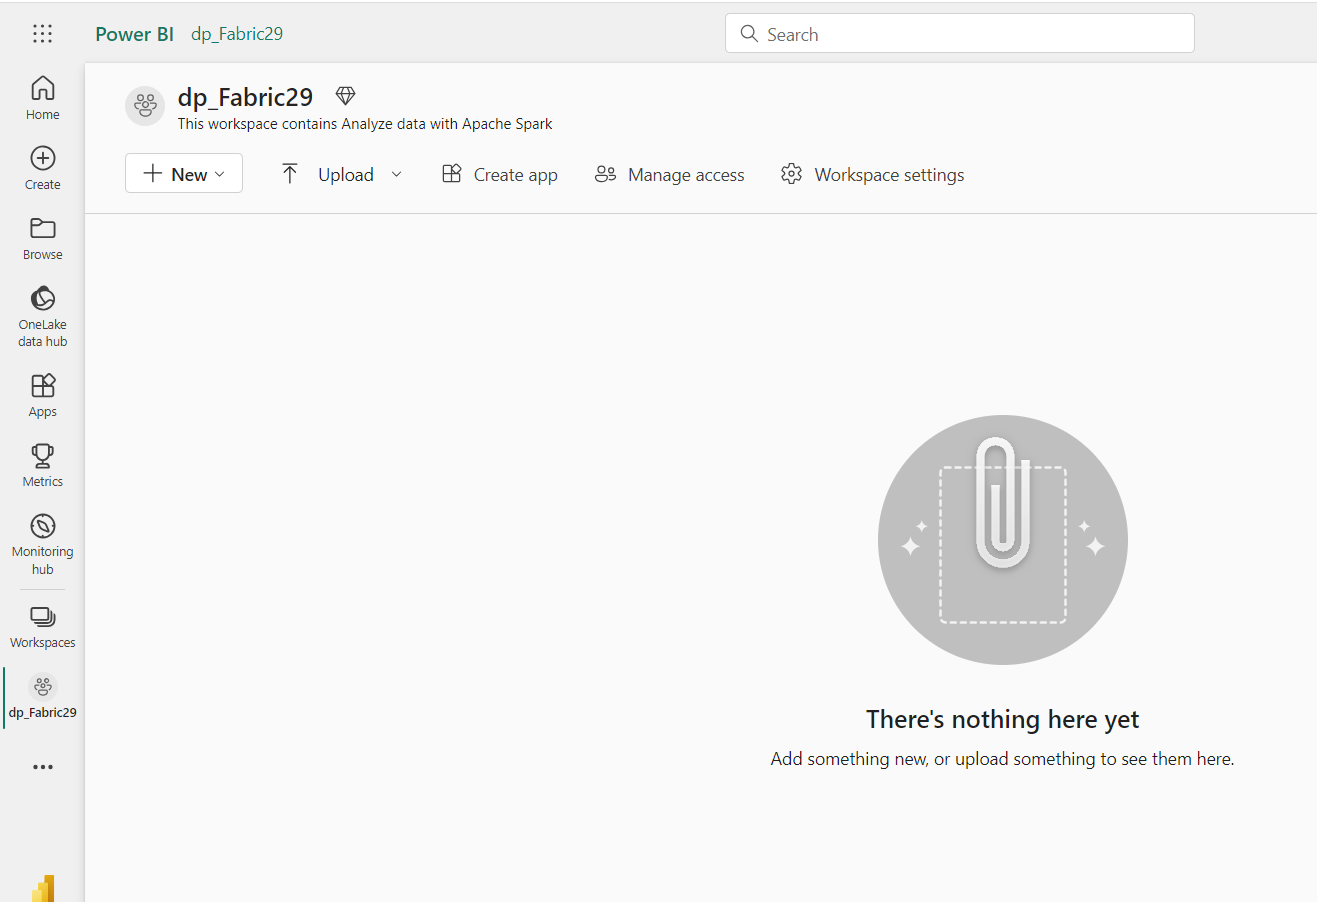 Power BI dp_Fabric29
Search
Home
Create
Browse
OneLake
data hub
Apps
Metrics
Monitoring
hub
Workspaces
dp_Fabric29
dp_Fabric29
This workspace contains Analyze data with Apache Spark
New Upload Create app Manage access Workspace settings
There's nothing here yet
Add something new, or upload something to see them here.